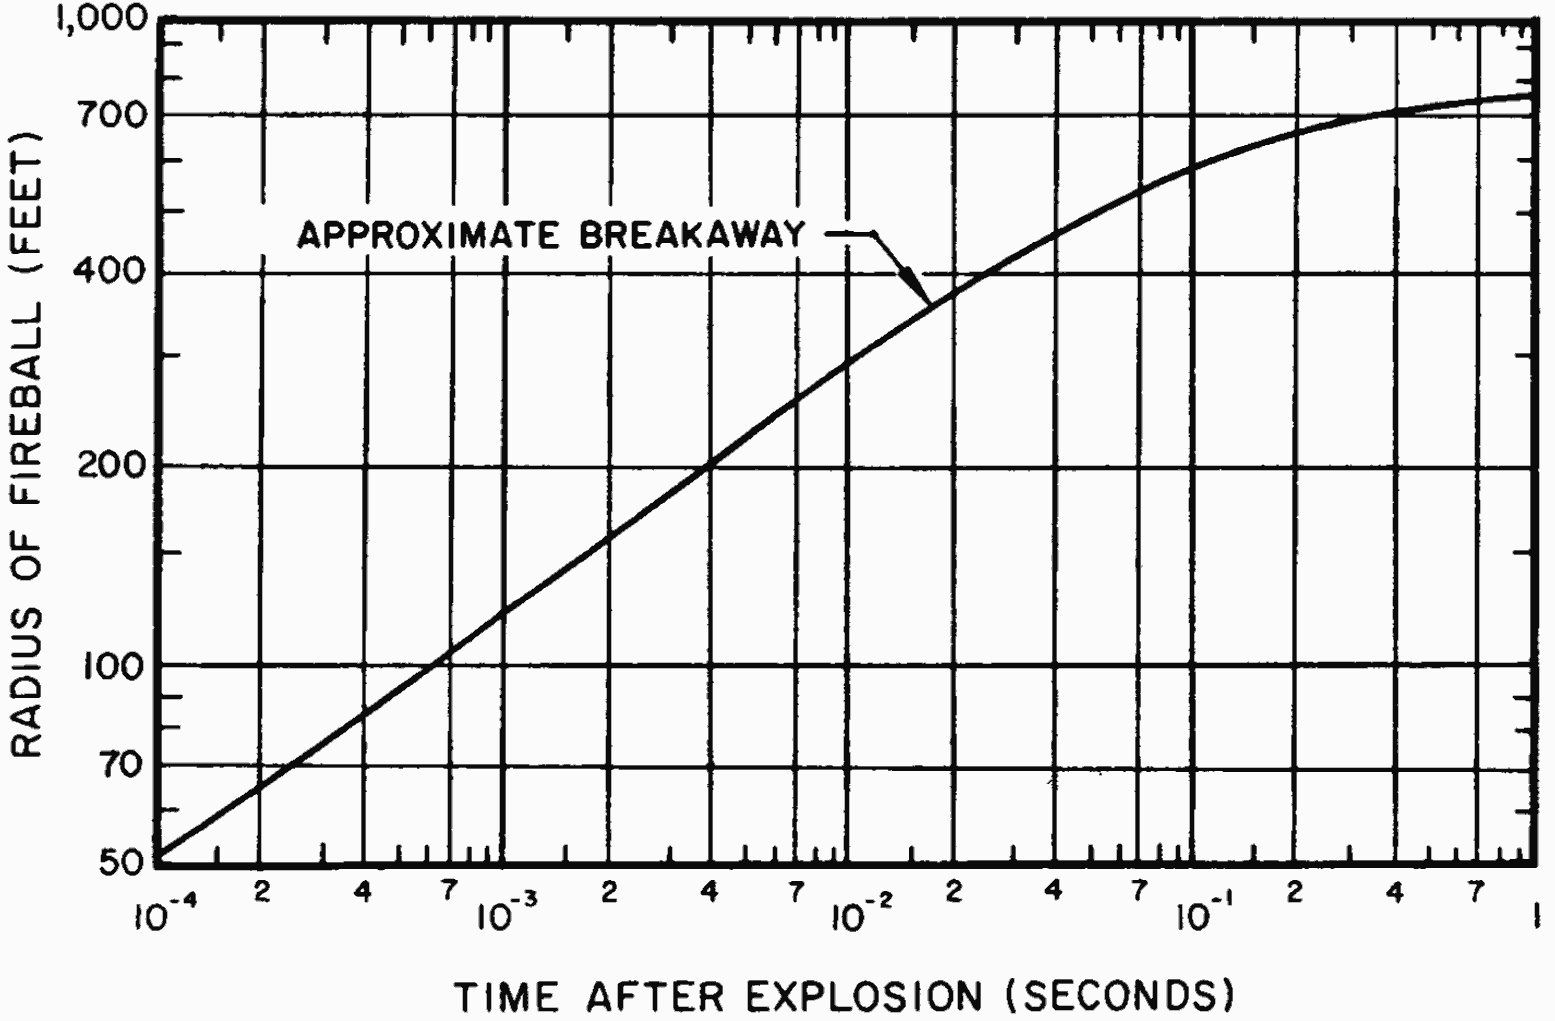 1,000
700
400
200
100
70
50
RADIUS OF FIREBALL (FEET)
APPROXIMATE BREAKAWAY
2 4 7 2 4 7 2 4 7 2 4 7
10⁻⁴ 10⁻³ 10⁻² 10⁻¹ 1
TIME AFTER EXPLOSION (SECONDS)